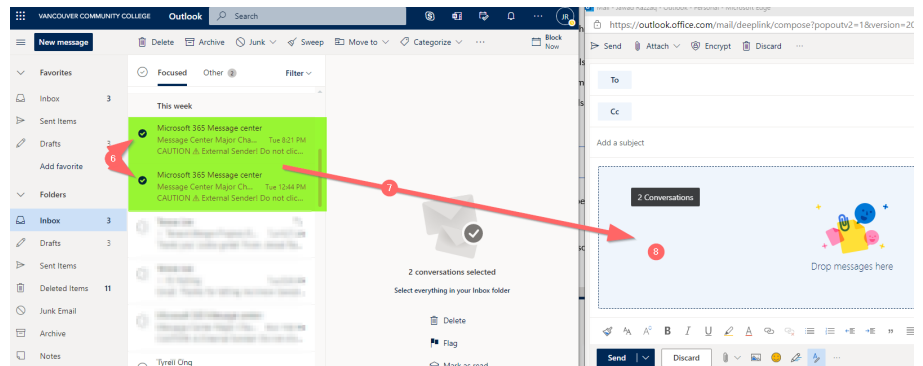 VANCOUVER COMMUNITY COLLEGE Outlook Search JR
New message Delete Archive Junk Sweep Move to Categorize Block Now
Favorites
Inbox 3
Sent Items
Drafts 3
Add favorite
Folders
Inbox 3
Drafts 3
Sent Items
Deleted Items 11
Junk Email
Archive
Notes
Focused Other 2 Filter
This week
Microsoft 365 Message center
Message Center Major Cha... Tue 8:21 PM
CAUTION ⚠ External Sender! Do not clic...
Microsoft 365 Message center
Message Center Major Ch... Tue 12:44 PM
CAUTION ⚠ External Sender! Do not clic...
Tyreli Ong
6
7
8
2 conversations selected
Select everything in your Inbox folder
Delete
Flag
Mark as read
https://outlook.office.com/mail/deeplink/compose?popoutv2=1&version=20
Send Attach Encrypt Discard
To
Cc
Add a subject
2 Conversations
Drop messages here
B I U A
Send Discard